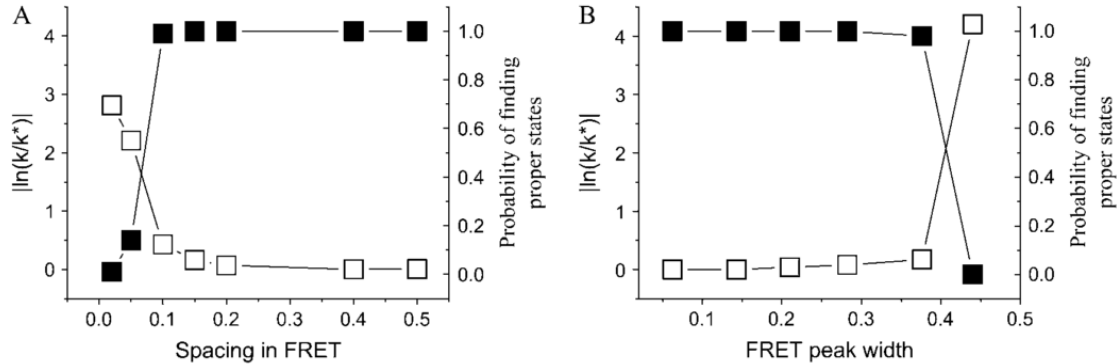 A
4
3
2
1
0
|ln(k/k*)|
0.0 0.1 0.2 0.3 0.4 0.5
Spacing in FRET
1.0
0.8
0.6
0.4
0.2
0.0
Probability of finding
proper states
B
4
3
2
1
0
|ln(k/k*)|
0.1 0.2 0.3 0.4 0.5
FRET peak width
1.0
0.8
0.6
0.4
0.2
0.0
Probability of finding
proper states